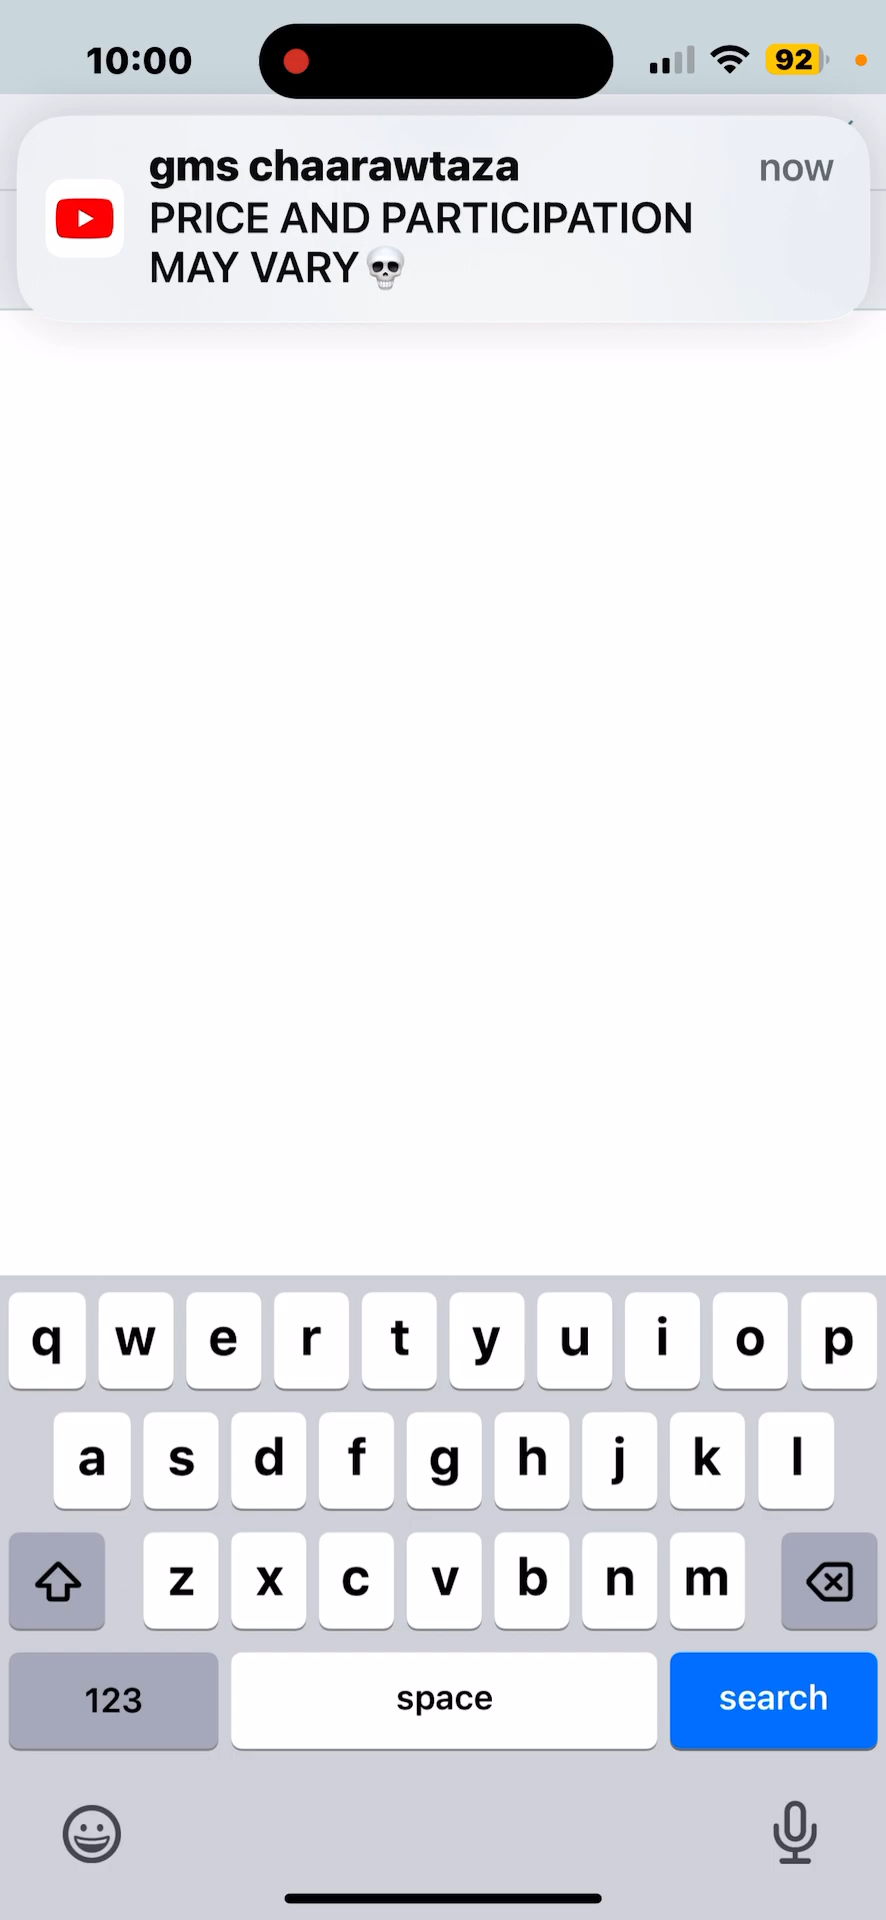 10:00
92
gms chaarawtaza
now
PRICE AND PARTICIPATION
MAY VARY💀
q w e r t y u i o p
a s d f g h j k l
z x c v b n m
123 space search